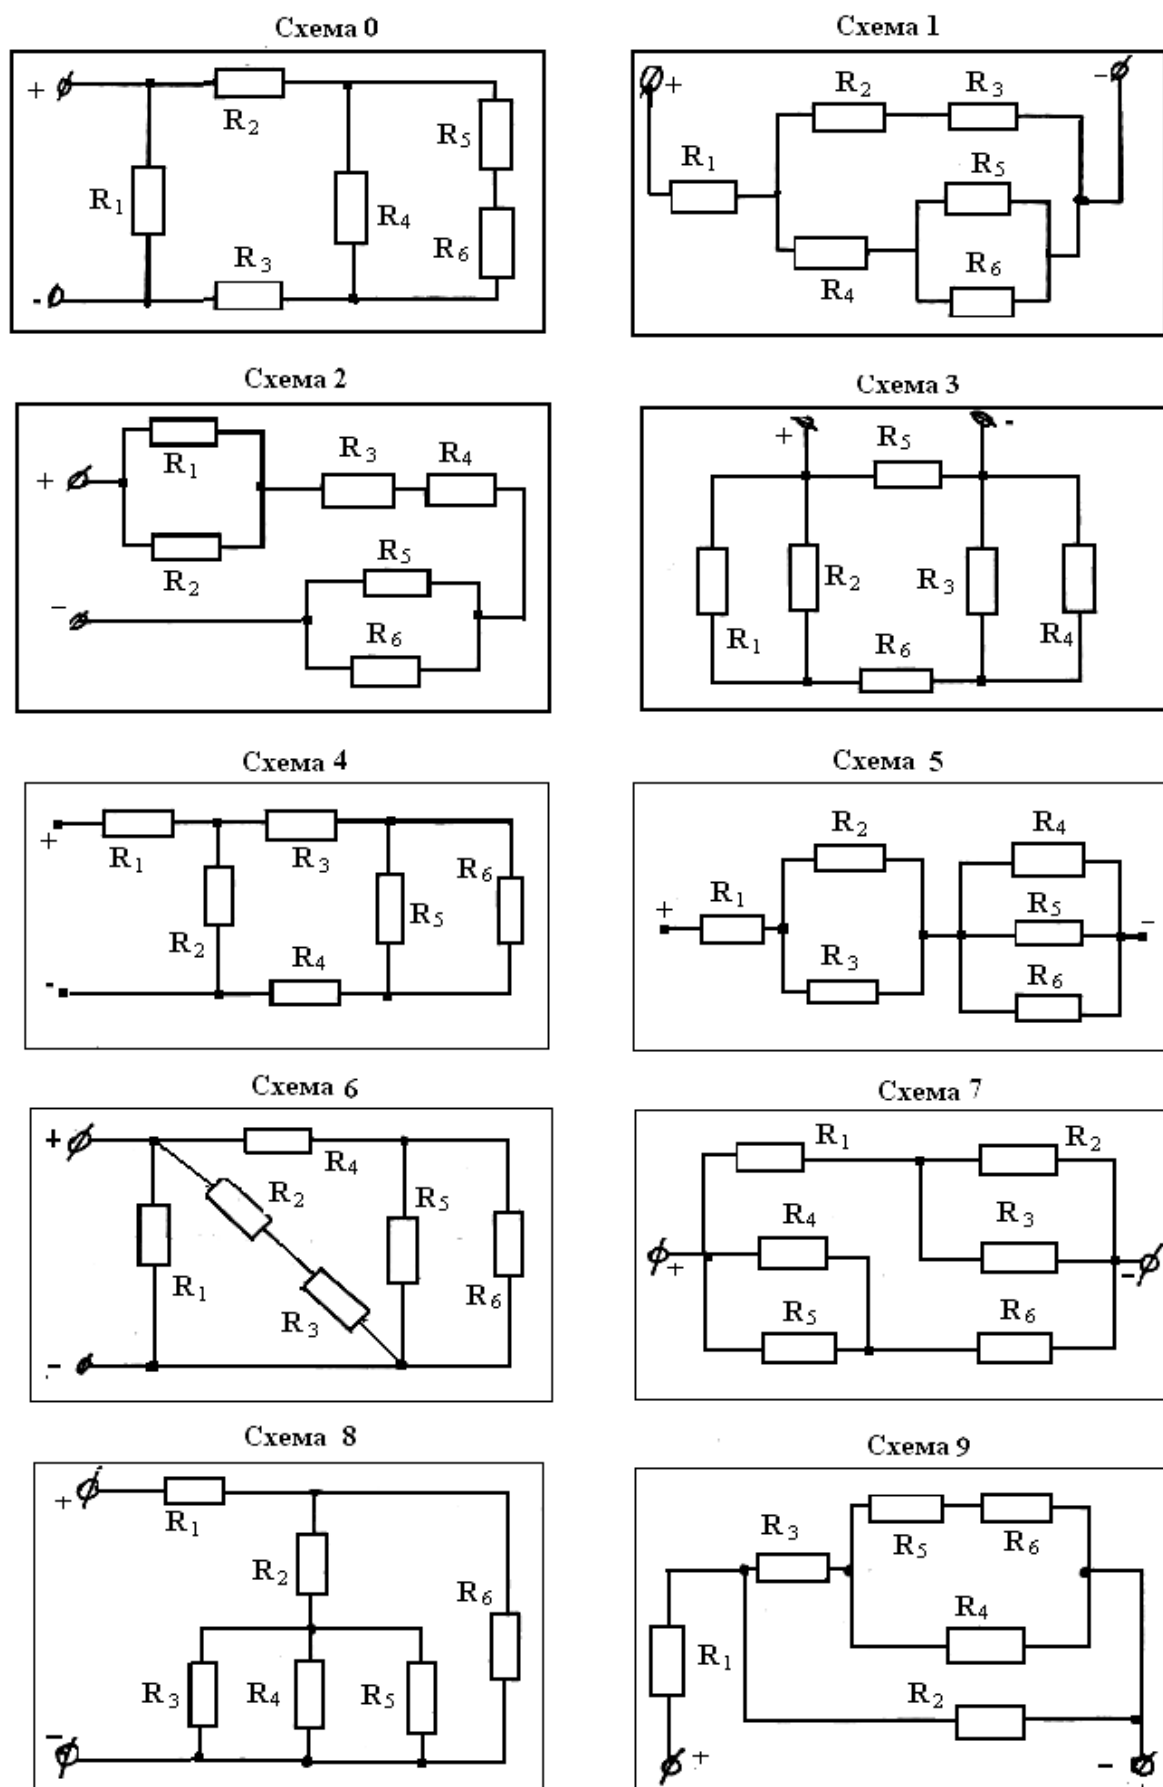 Схема 0
+
R2
R5
R1
R4
R6
R3
-
Схема 1
+
-
R2
R3
R1
R5
R4
R6
Схема 2
R1
R3
R4
+
R2
R5
-
R6
Схема 3
+
-
R5
R2
R3
R1
R6
R4
Схема 4
+
R1
R3
R6
R5
R2
R4
-
Схема 5
R2
R4
+
R1
R5
-
R3
R6
Схема 6
+
R4
R2
R5
R1
R6
R3
-
Схема 7
R1
R2
R4
R3
+
-
R5
R6
Схема 8
+
R1
R2
R6
R3
R4
R5
-
Схема 9
R3
R5
R6
R4
R1
R2
+
-